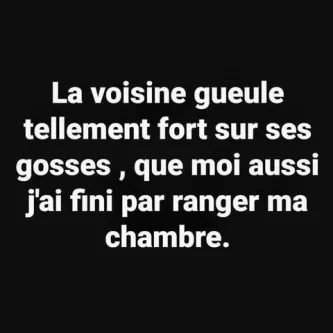 La voisine gueule
tellement fort sur ses
gosses , que moi aussi
j'ai fini par ranger ma
chambre.